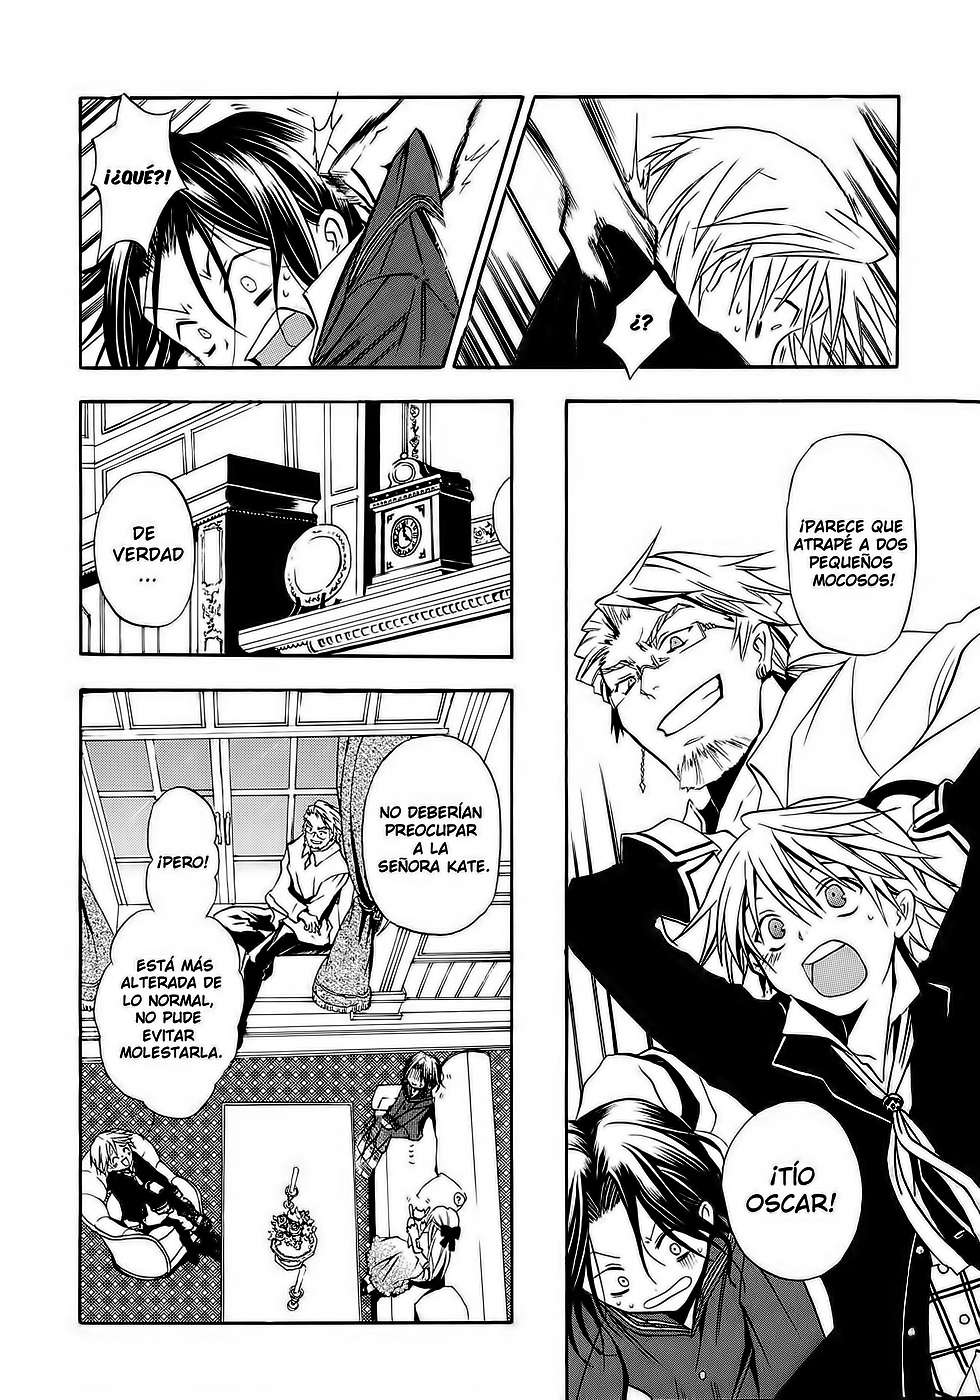 ¿?
¡¿QUÉ?!
¡PARECE QUE
ATRAPÉ A DOS
PEQUEÑOS
MOCOSOS!
¡TÍO
OSCAR!
DE
VERDAD
...
NO DEBERÍAN
PREOCUPAR
A LA
SEÑORA KATE.
¡PERO!
ESTÁ MÁS
ALTERADA DE
LO NORMAL,
NO PUDE
EVITAR
MOLESTARLA.
?